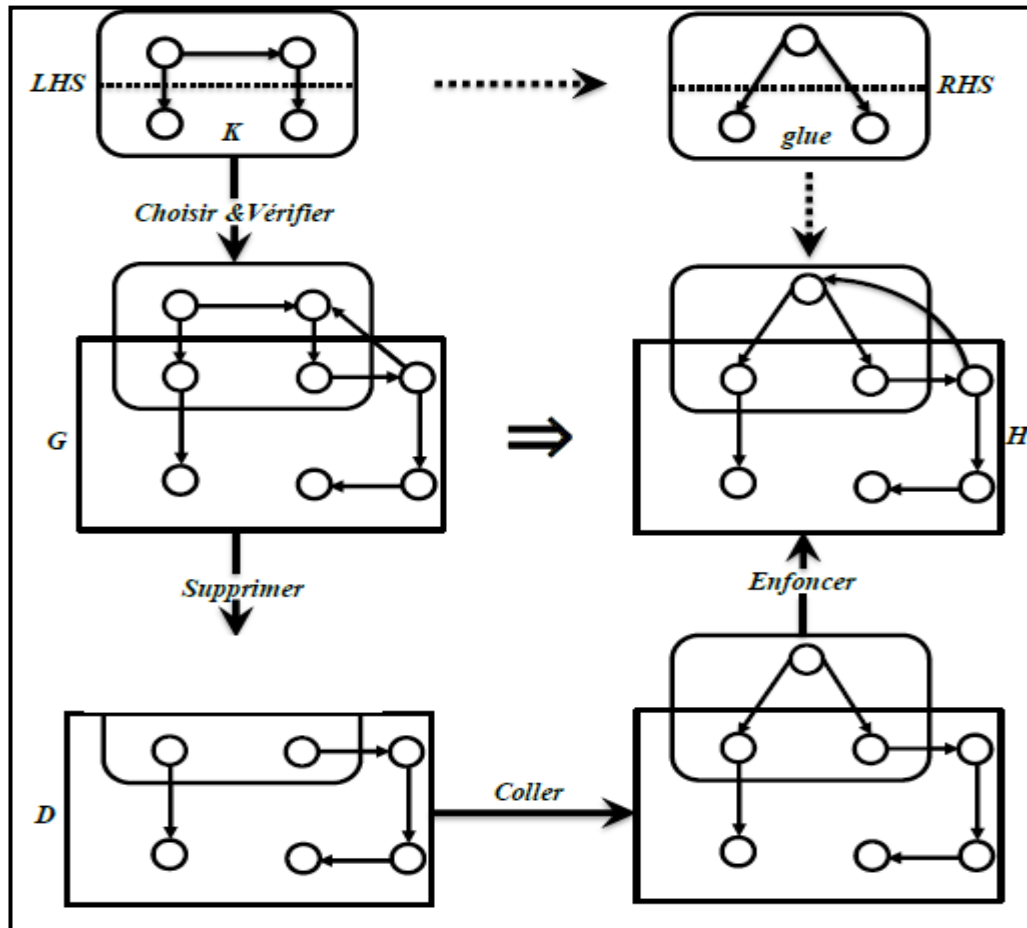 LHS
RHS
K
glue
Choisir &Vérifier
G
H
Supprimer
Enfoncer
D
Coller